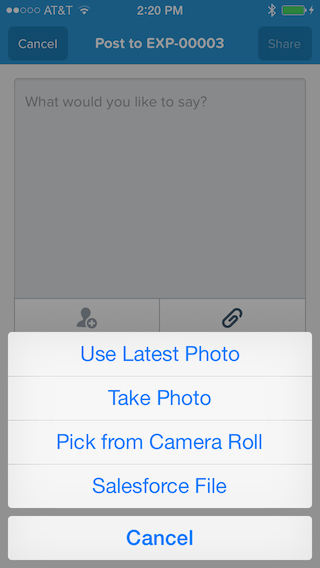 AT&T 2:20 PM
Cancel Post to EXP-00003 Share
What would you like to say?
Use Latest Photo
Take Photo
Pick from Camera Roll
Salesforce File
Cancel